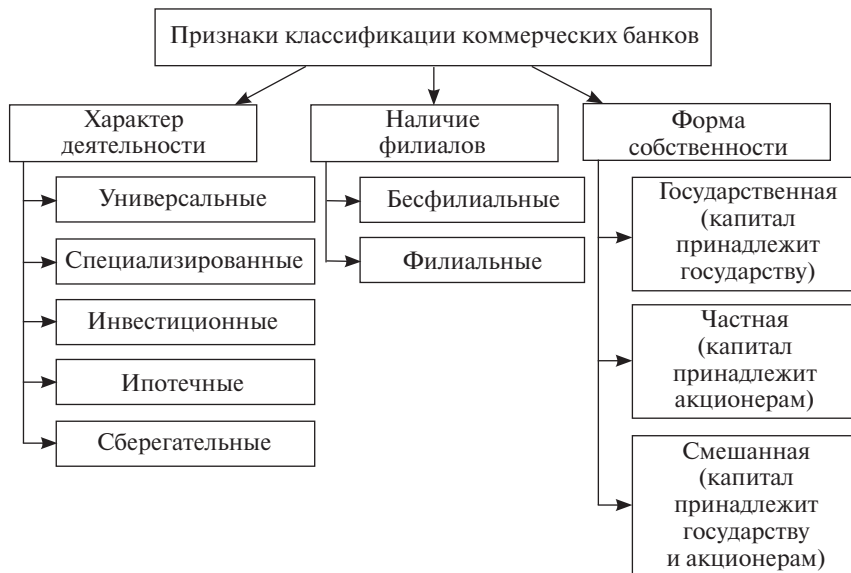 Признаки классификации коммерческих банков
Характер
деятельности
Универсальные
Специализированные
Инвестиционные
Ипотечные
Сберегательные
Наличие
филиалов
Бесфилиальные
Филиальные
Форма
собственности
Государственная
(капитал
принадлежит
государству)
Частная
(капитал
принадлежит
акционерам)
Смешанная
(капитал
принадлежит
государству
и акционерам)